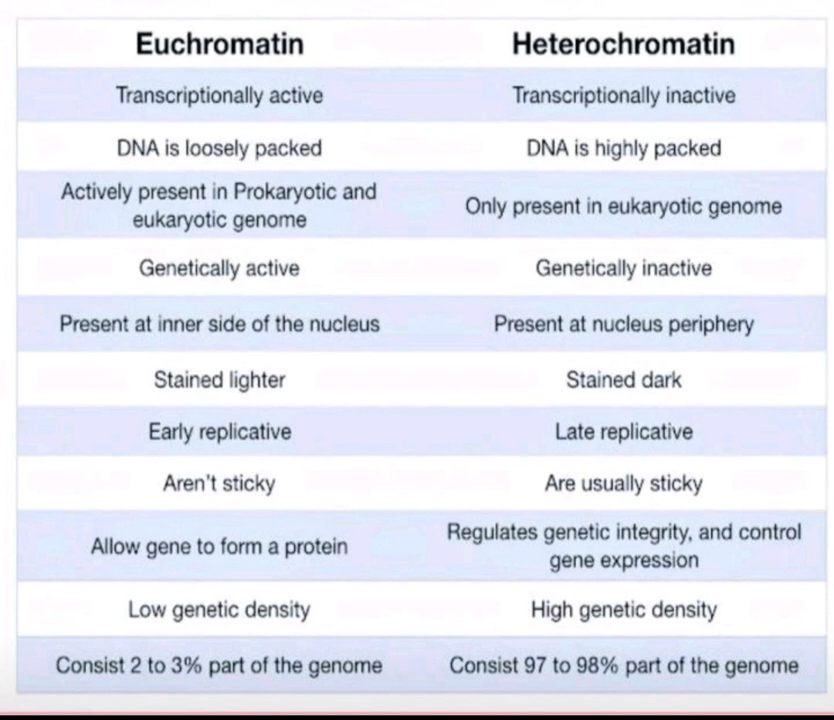 Euchromatin Heterochromatin
Transcriptionally active Transcriptionally inactive
DNA is loosely packed DNA is highly packed
Actively present in Prokaryotic and
eukaryotic genome Only present in eukaryotic genome
Genetically active Genetically inactive
Present at inner side of the nucleus Present at nucleus periphery
Stained lighter Stained dark
Early replicative Late replicative
Aren't sticky Are usually sticky
Allow gene to form a protein Regulates genetic integrity, and control
gene expression
Low genetic density High genetic density
Consist 2 to 3% part of the genome Consist 97 to 98% part of the genome